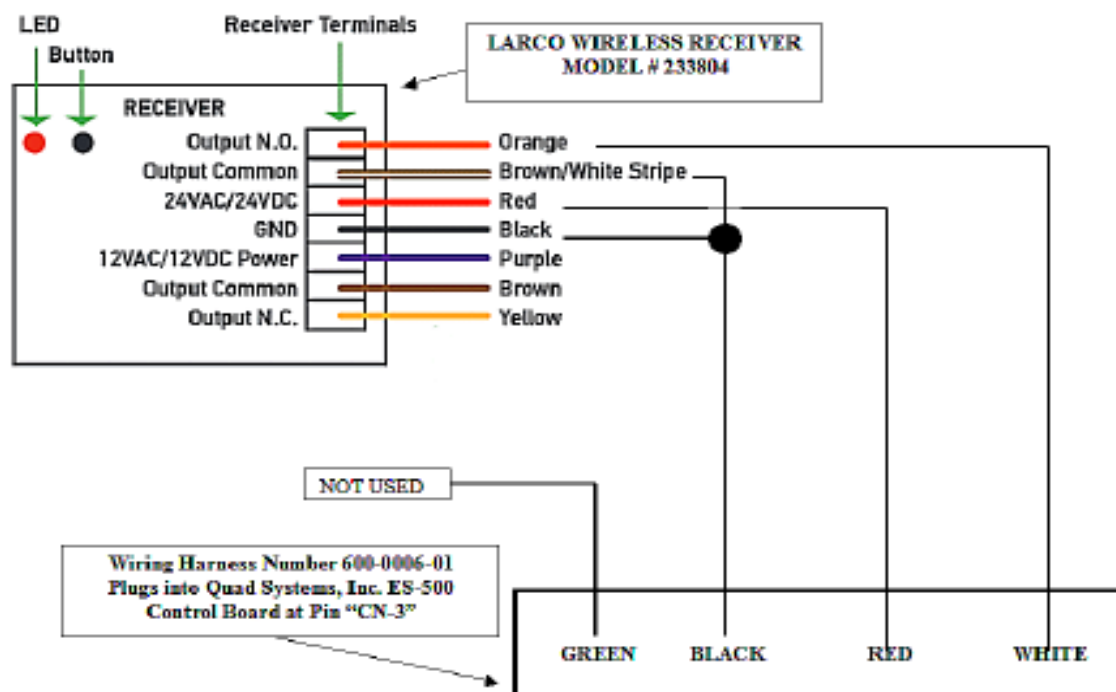 LED
Button
Receiver Terminals
LARCO WIRELESS RECEIVER
MODEL # 233804
RECEIVER
Output N.O.
Orange
Output Common
Brown/White Stripe
24VAC/24VDC
Red
GND
Black
12VAC/12VDC Power
Purple
Output Common
Brown
Output N.C.
Yellow
NOT USED
Wiring Harness Number 600-0006-01
Plugs into Quad Systems, Inc. ES-500
Control Board at Pin “CN-3”
GREEN
BLACK
RED
WHITE